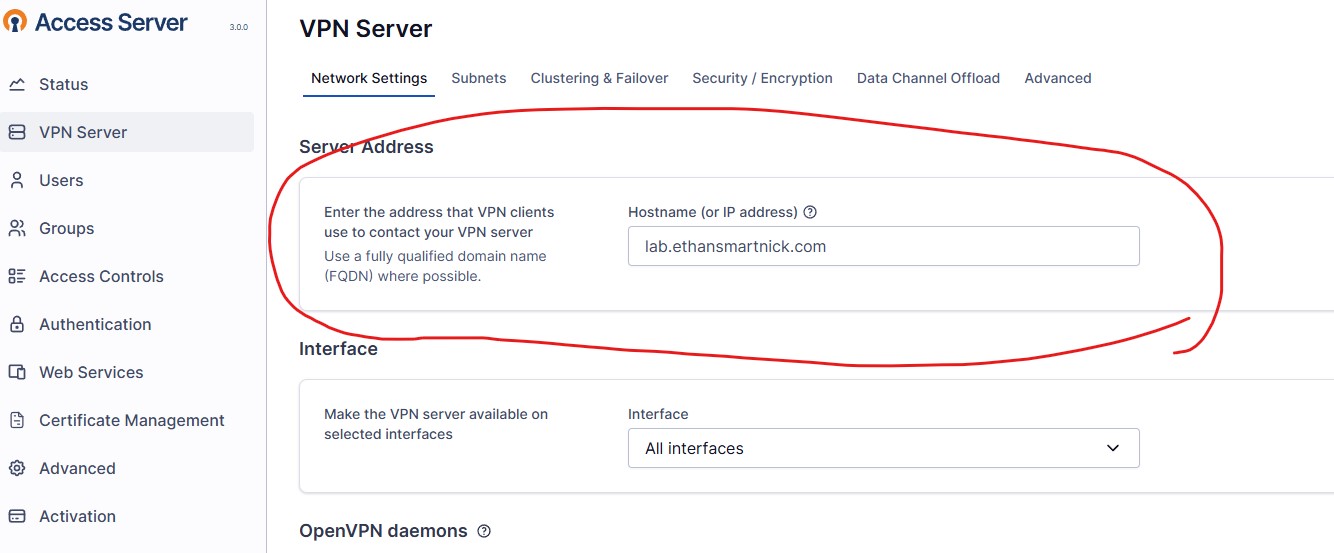 Access Server
3.0.0
Status
VPN Server
Users
Groups
Access Controls
Authentication
Web Services
Certificate Management
Advanced
Activation
VPN Server
Network Settings Subnets Clustering & Failover Security / Encryption Data Channel Offload Advanced
Server Address
Enter the address that VPN clients
use to contact your VPN server
Use a fully qualified domain name
(FQDN) where possible.
Hostname (or IP address)
lab.ethansmartnick.com
Interface
Make the VPN server available on
selected interfaces
Interface
All interfaces
OpenVPN daemons